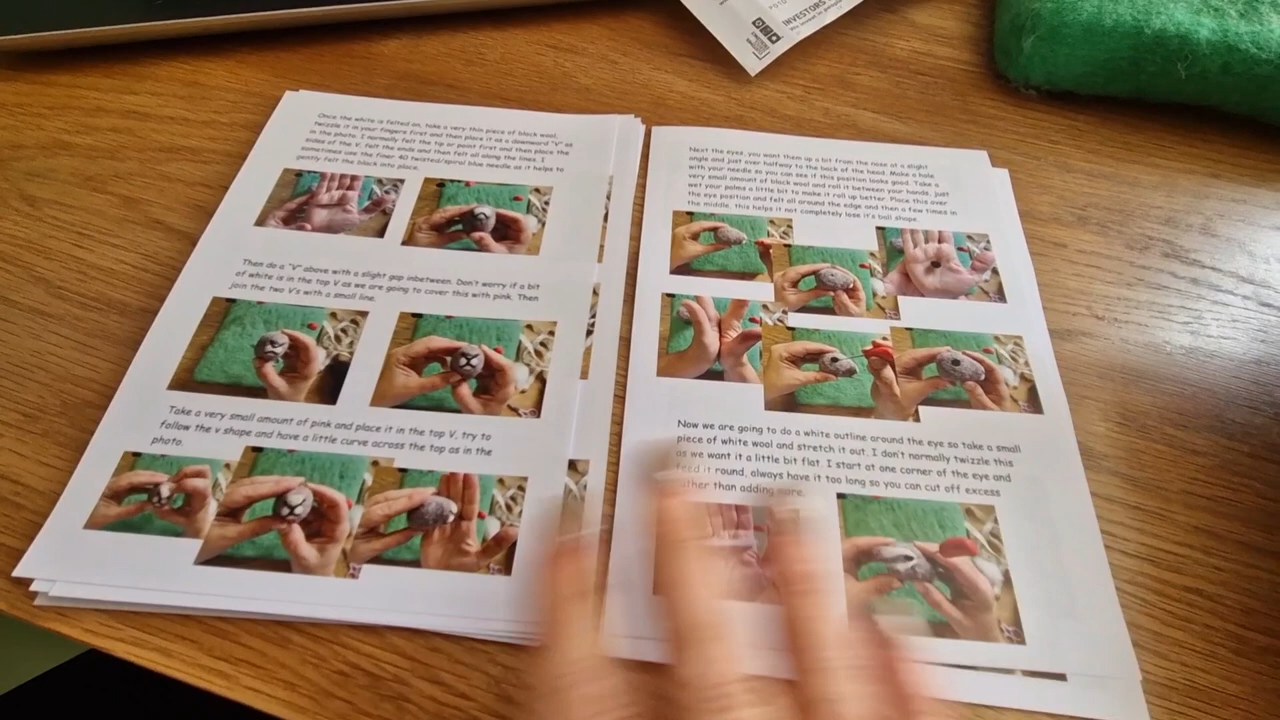 Once the white is felted on, take a very thin piece of black wool,
twizzle it in your fingers first and then place it as a downward "V" as
in the photo. I normally felt the tip or point first and then place the
sides of the V, felt the ends and then felt all along the lines. I
sometimes use the finer 40 twisted/spiral blue needle as it helps to
gently felt the black into place.
Then do a "V" above with a slight gap inbetween. Don't worry if a bit
of white is in the top V as we are going to cover this with pink. Then
join the two V's with a small line.
Take a very small amount of pink and place it in the top V, try to
follow the v shape and have a little curve across the top as in the
photo.
Next the eyes, you want them up a bit from the nose at a slight
angle and just over halfway to the back of the head. Make a hole
with your needle so you can see if this position looks good. Take a
very small amount of black wool and roll it between your hands, just
wet your palms a little bit to make it roll up better. Place this over
the eye position and felt all around the edge and then a few times in
the middle, this helps it not completely lose it's ball shape.
Now we are going to do a white outline around the eye so take a small
piece of white wool and stretch it out. I don't normally twizzle this
as we want it a little bit flat. I start at one corner of the eye and
feed it round, always have it too long so you can cut off excess
rather than adding more.
INVESTORS
We invest in people